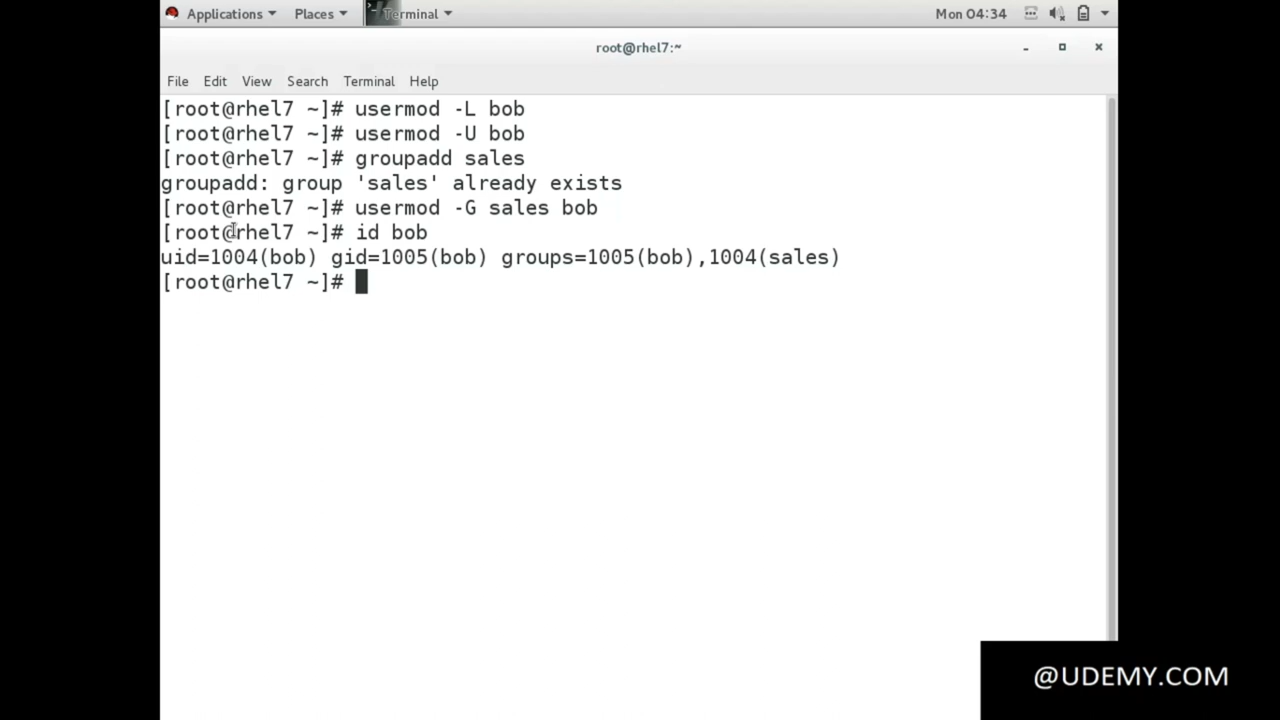 Applications Places Terminal Mon 04:34
root@rhel7:~
File Edit View Search Terminal Help
[root@rhel7 ~]# usermod -L bob
[root@rhel7 ~]# usermod -U bob
[root@rhel7 ~]# groupadd sales
groupadd: group 'sales' already exists
[root@rhel7 ~]# usermod -G sales bob
[root@rhel7 ~]# id bob
uid=1004(bob) gid=1005(bob) groups=1005(bob),1004(sales)
[root@rhel7 ~]#
@UDEMY.COM